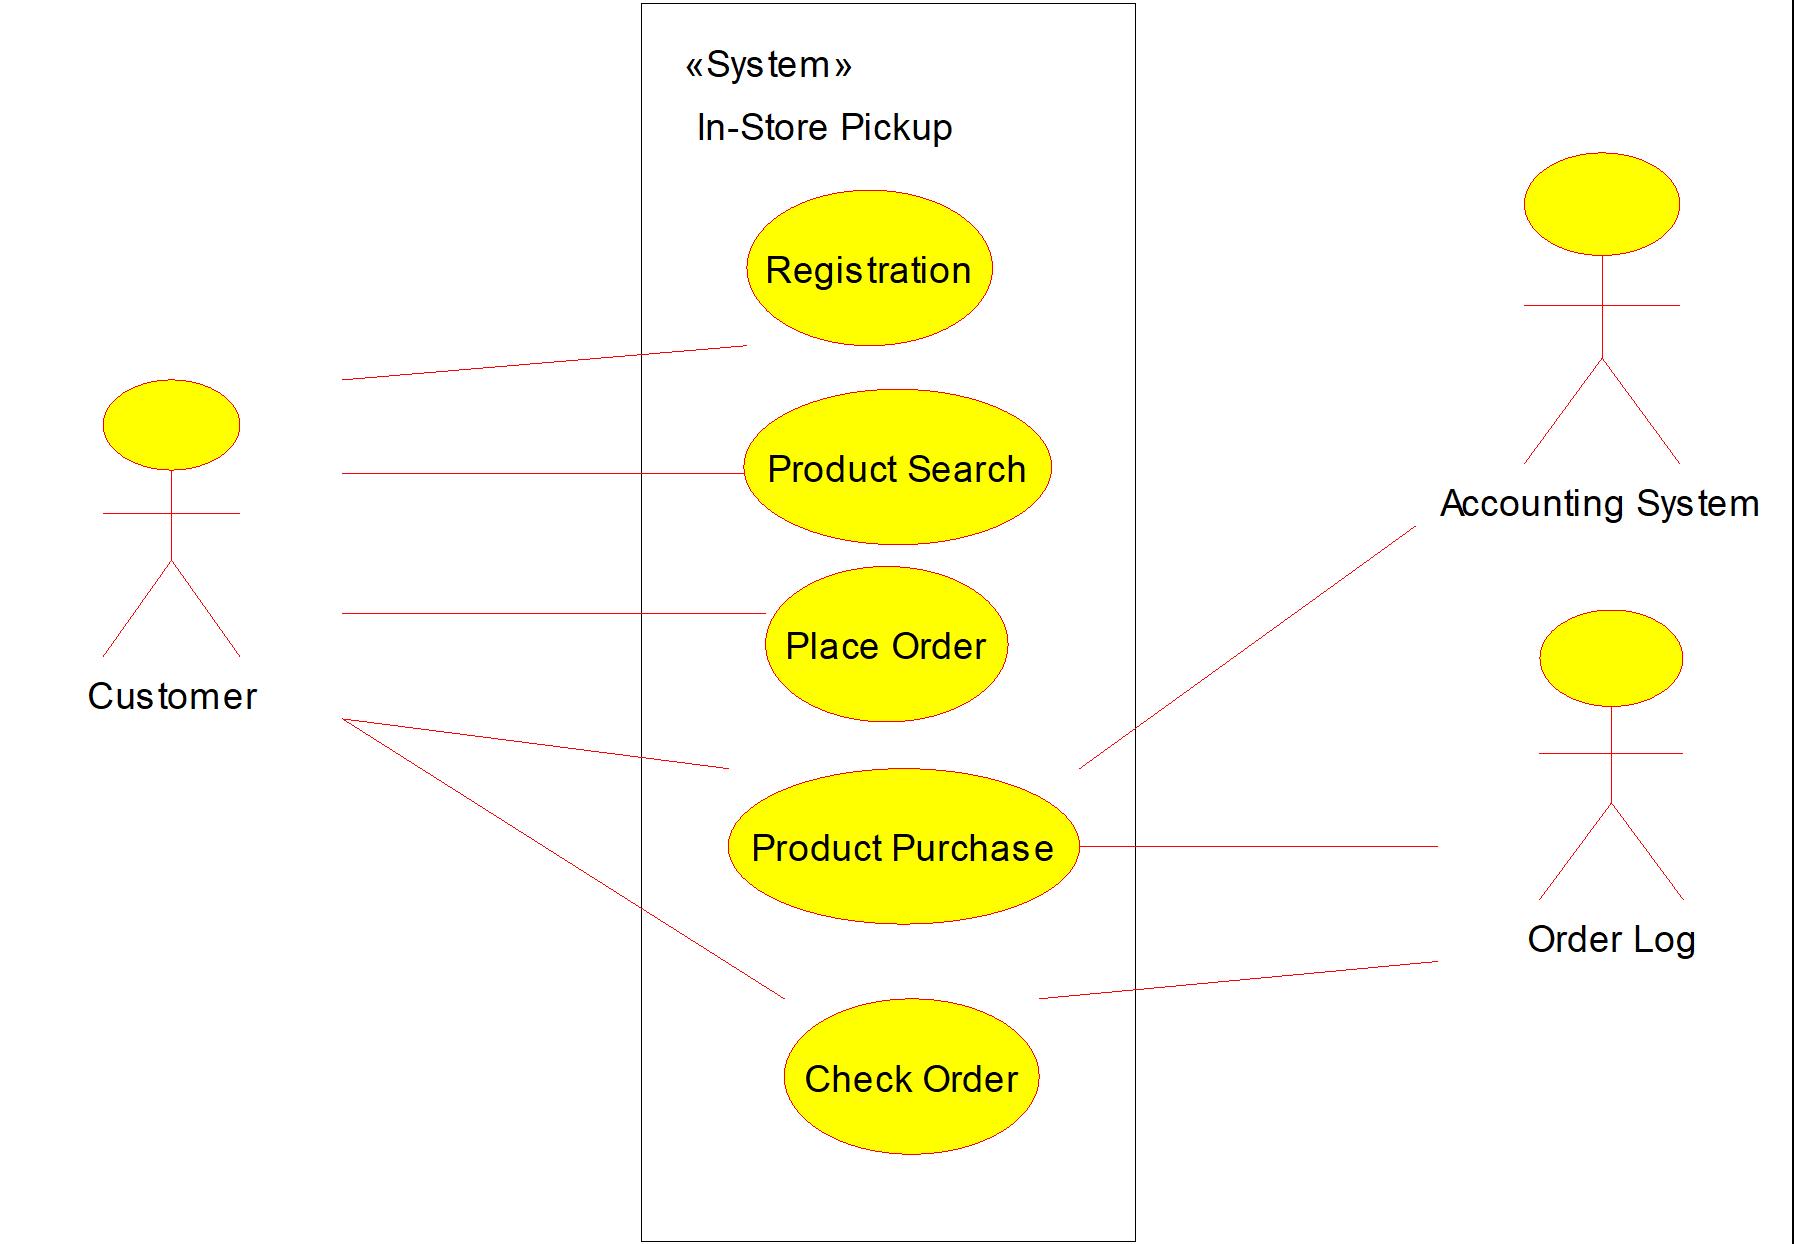 «System»
In-Store Pickup
Registration
Product Search
Accounting System
Place Order
Customer
Product Purchase
Order Log
Check Order